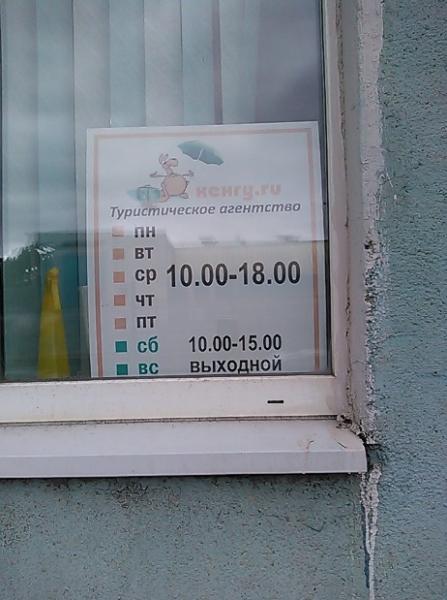 кенгу.ru
Туристическое агентство
пн
вт
ср 10.00-18.00
чт
пт
сб 10.00-15.00
вс выходной